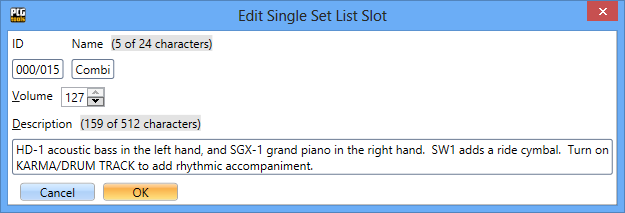 PCG TOOLS
Edit Single Set List Slot
ID Name (5 of 24 characters)
000/015 Combi
Volume 127
Description (159 of 512 characters)
HD-1 acoustic bass in the left hand, and SGX-1 grand piano in the right hand.  SW1 adds a ride cymbal.  Turn on
KARMA/DRUM TRACK to add rhythmic accompaniment.
Cancel OK